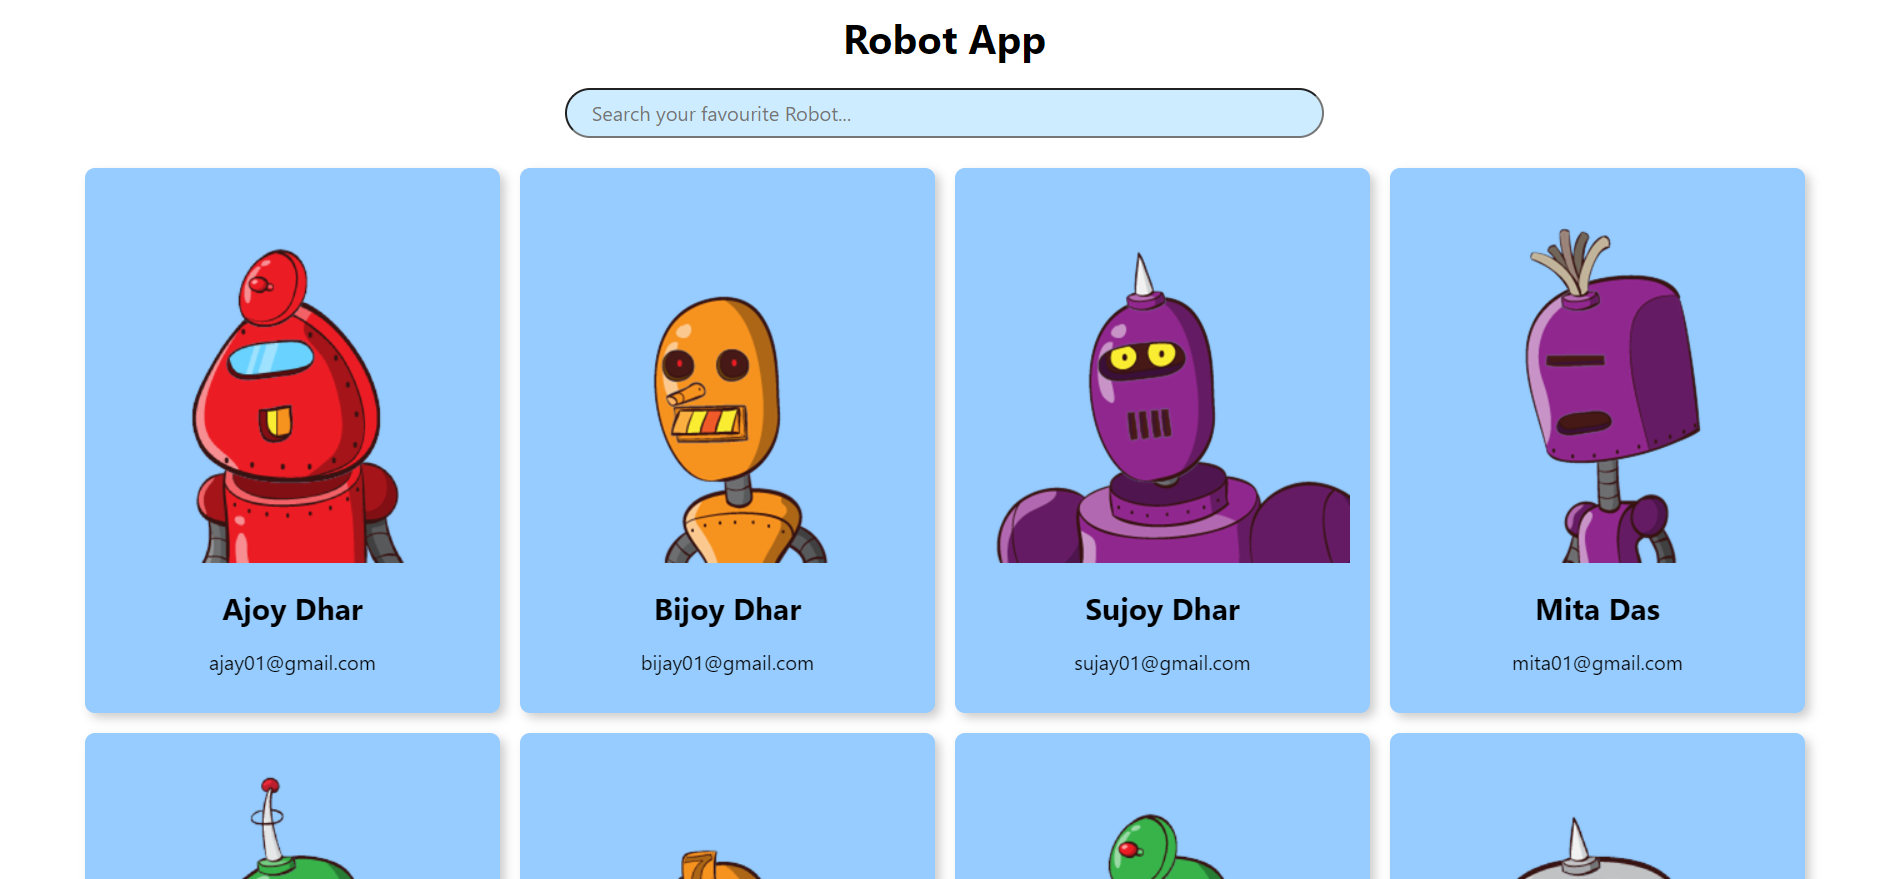 Robot App
Search your favourite Robot...
Ajoy Dhar
Bijoy Dhar
Sujoy Dhar
Mita Das
ajay01@gmail.com
bijay01@gmail.com
sujay01@gmail.com
mita01@gmail.com
7